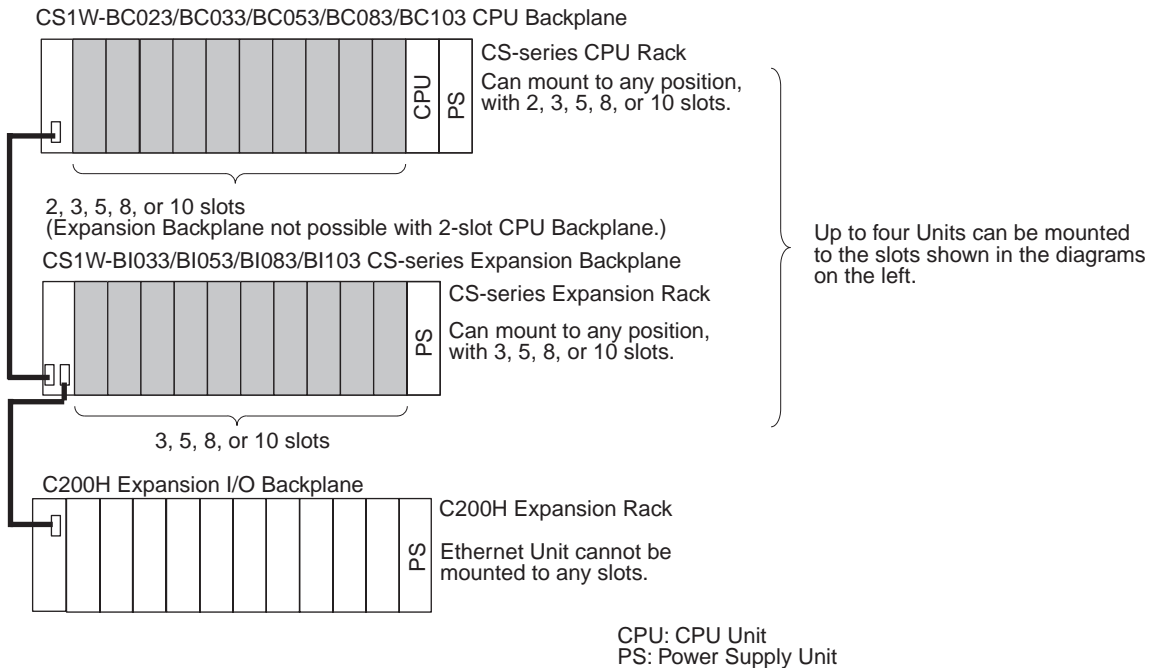 CS1W-BC023/BC033/BC053/BC083/BC103 CPU Backplane
CS-series CPU Rack
Can mount to any position,
with 2, 3, 5, 8, or 10 slots.
CPU
PS
2, 3, 5, 8, or 10 slots
(Expansion Backplane not possible with 2-slot CPU Backplane.)
CS1W-BI033/BI053/BI083/BI103 CS-series Expansion Backplane
CS-series Expansion Rack
Can mount to any position,
with 3, 5, 8, or 10 slots.
PS
3, 5, 8, or 10 slots
Up to four Units can be mounted
to the slots shown in the diagrams
on the left.
C200H Expansion I/O Backplane
C200H Expansion Rack
Ethernet Unit cannot be
mounted to any slots.
PS
CPU: CPU Unit
PS: Power Supply Unit